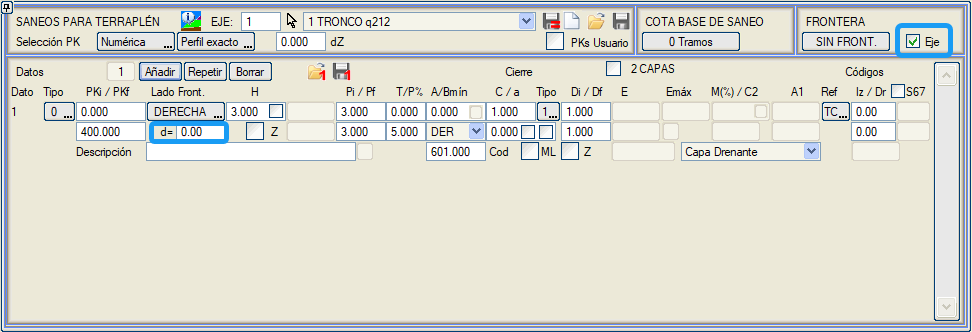 SANEOS PARA TERRAPLÉN EJE: 1 1 TRONCO q212 COTA BASE DE SANEO FRONTERA
Selección PK Numérica ... Perfil exacto ... 0.000 dZ PKs Usuario 0 Tramos SIN FRONT. Eje
Datos 1 Añadir Repetir Borrar Cierre 2 CAPAS Códigos
Dato Tipo PKi / PKf Lado Front. H Pi / Pf T/P% A/Bmín C / a Tipo Di / Df E Emáx M(%) / C2 A1 Ref Iz / Dr S67
1 0 ... 0.000 DERECHA ... 3.000 3.000 0.000 0.000 1.000 1... 1.000 TC... 0.00
400.000 d= 0.00 Z 3.000 5.000 DER 0.000 1.000 0.00
Descripción 601.000 Cod ML Z Capa Drenante